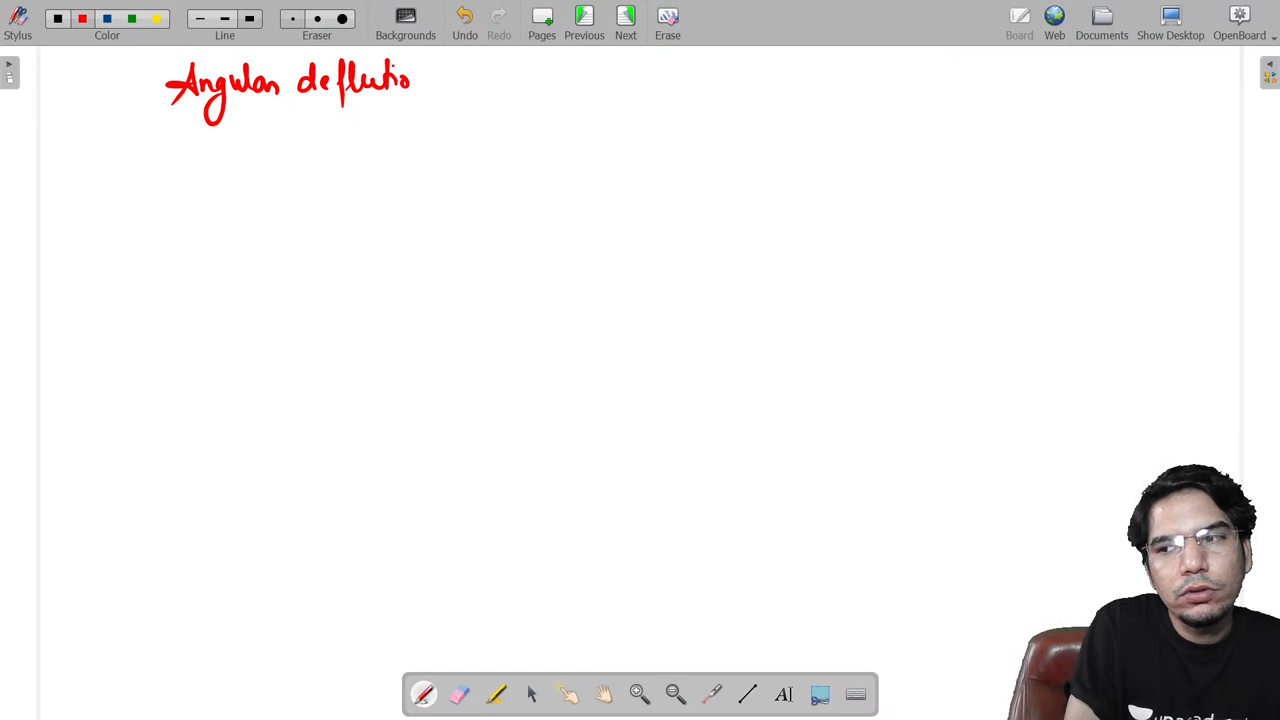 Stylus
Color
Line
Eraser
Backgrounds
Undo
Redo
Pages
Previous
Next
Erase
Board
Web
Documents
Show Desktop
OpenBoard
Angular deflectio